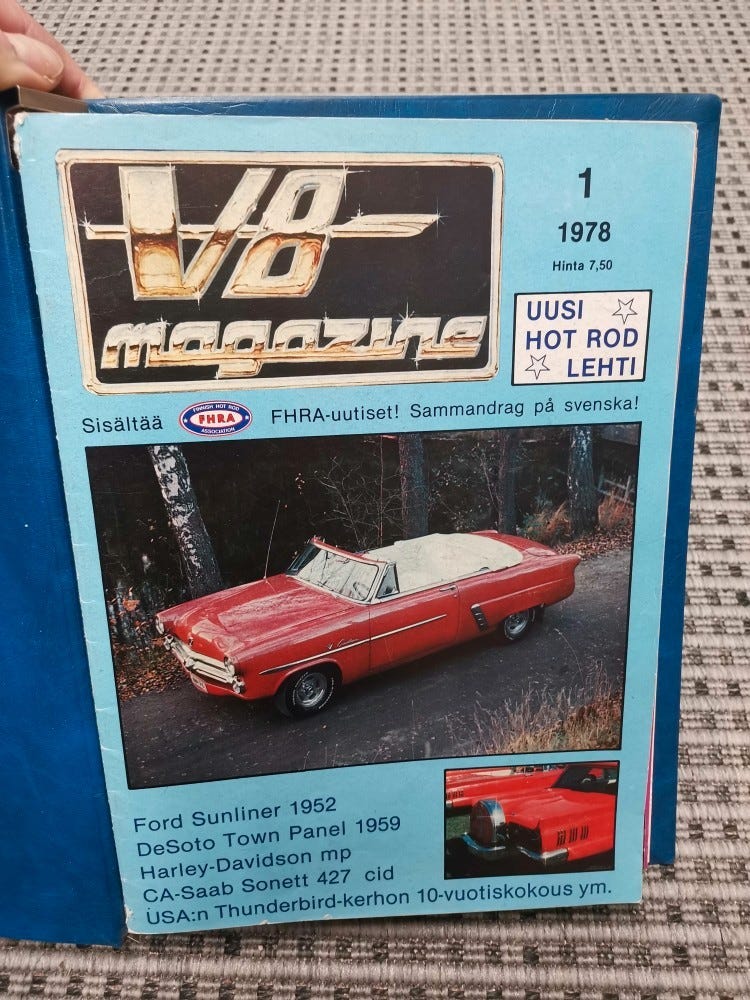 V8
magazine
1
1978
Hinta 7,50
UUSI
HOT ROD
LEHTI
Sisältää
FINNISH HOT ROD
FHRA
ASSOCIATION
FHRA-uutiset! Sammandrag på svenska!
Ford Sunliner 1952
DeSoto Town Panel 1959
Harley-Davidson mp
CA-Saab Sonett 427 cid
USA:n Thunderbird-kerhon 10-vuotiskokous ym.